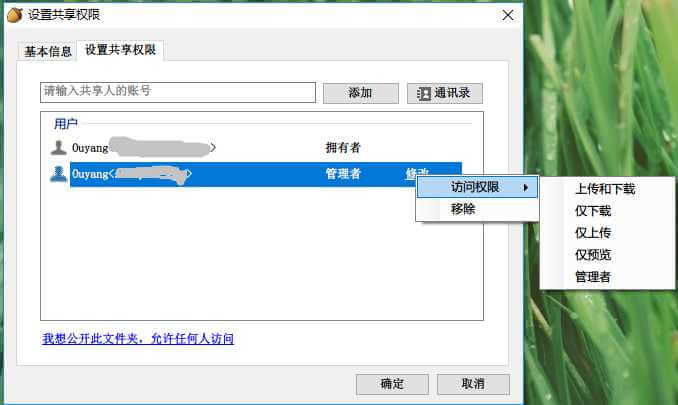 设置共享权限
基本信息
设置共享权限
请输入共享人的账号
添加
通讯录
用户
Ouyang > 拥有者
Ouyang< > 管理者 修改
访问权限
移除
上传和下载
仅下载
仅上传
仅预览
管理者
我想公开此文件夹，允许任何人访问
确定
取消